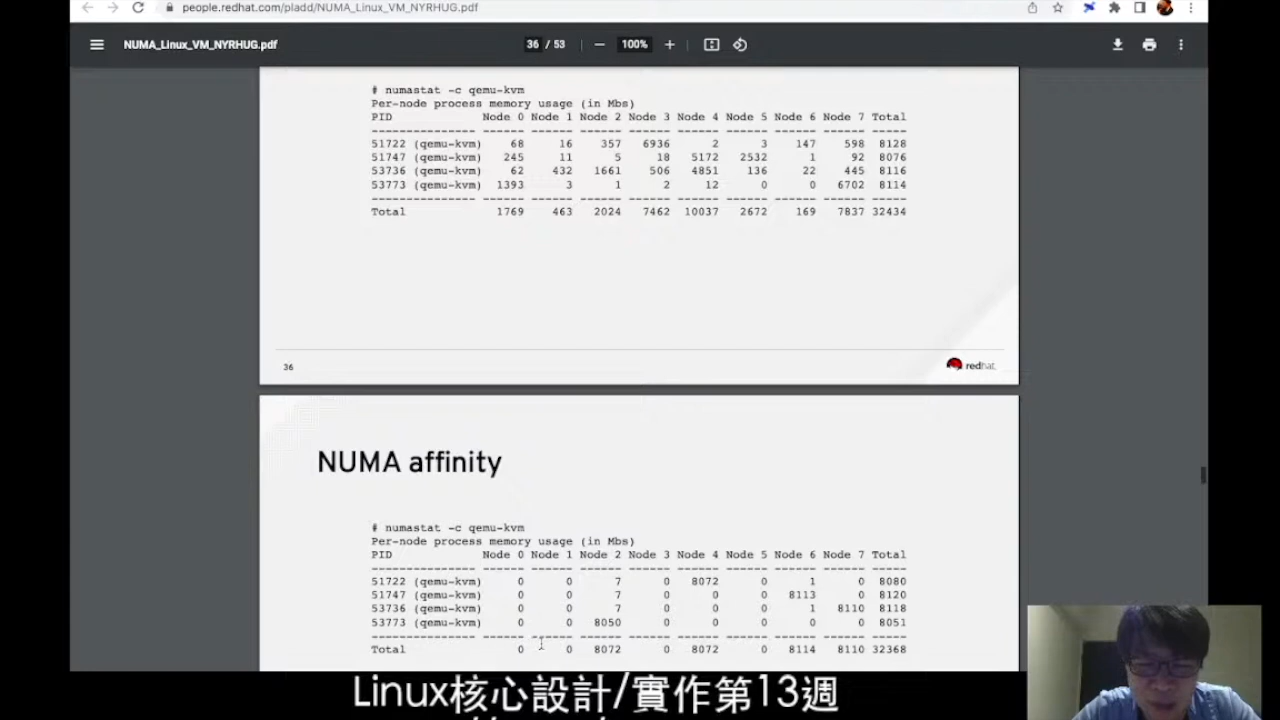 people.redhat.com/pladd/NUMA_Linux_VM_NYRHUG.pdf
NUMA_Linux_VM_NYRHUG.pdf 36 / 53 100%
# numastat -c qemu-kvm
Per-node process memory usage (in Mbs)
PID Node 0 Node 1 Node 2 Node 3 Node 4 Node 5 Node 6 Node 7 Total
--------------- ------ ------ ------ ------ ------ ------ ------ ------ -----
51722 (qemu-kvm) 68 16 357 6936 2 3 147 598 8128
51747 (qemu-kvm) 245 11 5 18 5172 2532 1 92 8076
53736 (qemu-kvm) 62 432 1661 506 4851 136 22 445 8116
53773 (qemu-kvm) 1393 3 1 2 12 0 0 6702 8114
--------------- ------ ------ ------ ------ ------ ------ ------ ------ -----
Total 1769 463 2024 7462 10037 2672 169 7837 32434
36 redhat.
NUMA affinity
# numastat -c qemu-kvm
Per-node process memory usage (in Mbs)
PID Node 0 Node 1 Node 2 Node 3 Node 4 Node 5 Node 6 Node 7 Total
--------------- ------ ------ ------ ------ ------ ------ ------ ------ -----
51722 (qemu-kvm) 0 0 7 0 8072 0 1 0 8080
51747 (qemu-kvm) 0 0 7 0 0 0 8113 0 8120
53736 (qemu-kvm) 0 0 7 0 0 0 1 8110 8118
53773 (qemu-kvm) 0 0 8050 0 0 0 0 0 8051
--------------- ------ ------ ------ ------ ------ ------ ------ ------ -----
Total 0 0 8072 0 8072 0 8114 8110 32368
Linux核心設計/實作第13週